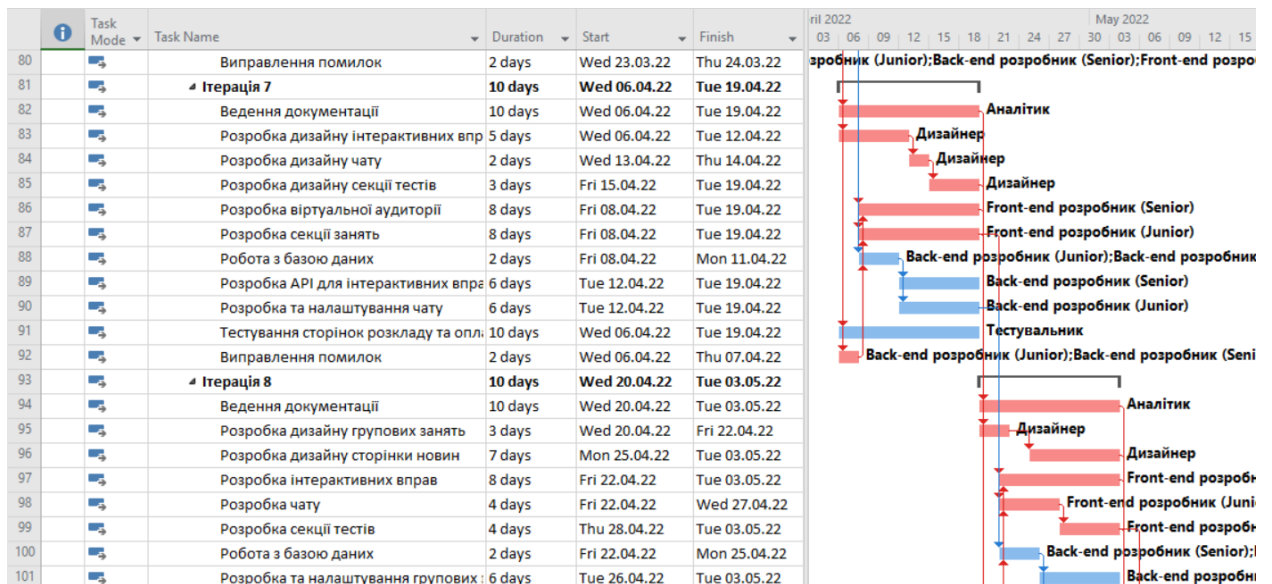 Task Mode Task Name Duration Start Finish ril 2022 May 2022
03 06 09 12 15 18 21 24 27 30 03 06 09 12 15
80 Виправлення помилок 2 days Wed 23.03.22 Thu 24.03.22 зробник (Junior);Back-end розробник (Senior);Front-end розро
81 Ітерація 7 10 days Wed 06.04.22 Tue 19.04.22
82 Ведення документації 10 days Wed 06.04.22 Tue 19.04.22 Аналітик
83 Розробка дизайну інтерактивних впр 5 days Wed 06.04.22 Tue 12.04.22 Дизайнер
84 Розробка дизайну чату 2 days Wed 13.04.22 Thu 14.04.22 Дизайнер
85 Розробка дизайну секції тестів 3 days Fri 15.04.22 Tue 19.04.22 Дизайнер
86 Розробка віртуальної аудиторії 8 days Fri 08.04.22 Tue 19.04.22 Front-end розробник (Senior)
87 Розробка секції занять 8 days Fri 08.04.22 Tue 19.04.22 Front-end розробник (Junior)
88 Робота з базою даних 2 days Fri 08.04.22 Mon 11.04.22 Back-end розробник (Junior);Back-end розробник
89 Розробка API для інтерактивних впра 6 days Tue 12.04.22 Tue 19.04.22 Back-end розробник (Senior)
90 Розробка та налаштування чату 6 days Tue 12.04.22 Tue 19.04.22 Back-end розробник (Junior)
91 Тестування сторінок розкладу та опл 10 days Wed 06.04.22 Tue 19.04.22 Тестувальник
92 Виправлення помилок 2 days Wed 06.04.22 Thu 07.04.22 Back-end розробник (Junior);Back-end розробник (Seni
93 Ітерація 8 10 days Wed 20.04.22 Tue 03.05.22
94 Ведення документації 10 days Wed 20.04.22 Tue 03.05.22 Аналітик
95 Розробка дизайну групових занять 3 days Wed 20.04.22 Fri 22.04.22 Дизайнер
96 Розробка дизайну сторінки новин 7 days Mon 25.04.22 Tue 03.05.22 Дизайнер
97 Розробка інтерактивних вправ 8 days Fri 22.04.22 Tue 03.05.22 Front-end розроб
98 Розробка чату 4 days Fri 22.04.22 Wed 27.04.22 Front-end розробник (Juni
99 Розробка секції тестів 4 days Thu 28.04.22 Tue 03.05.22 Front-end розроб
100 Робота з базою даних 2 days Fri 22.04.22 Mon 25.04.22 Back-end розробник (Senior);
101 Розробка та налаштування групових 6 days Tue 26.04.22 Tue 03.05.22 Back-end розроб